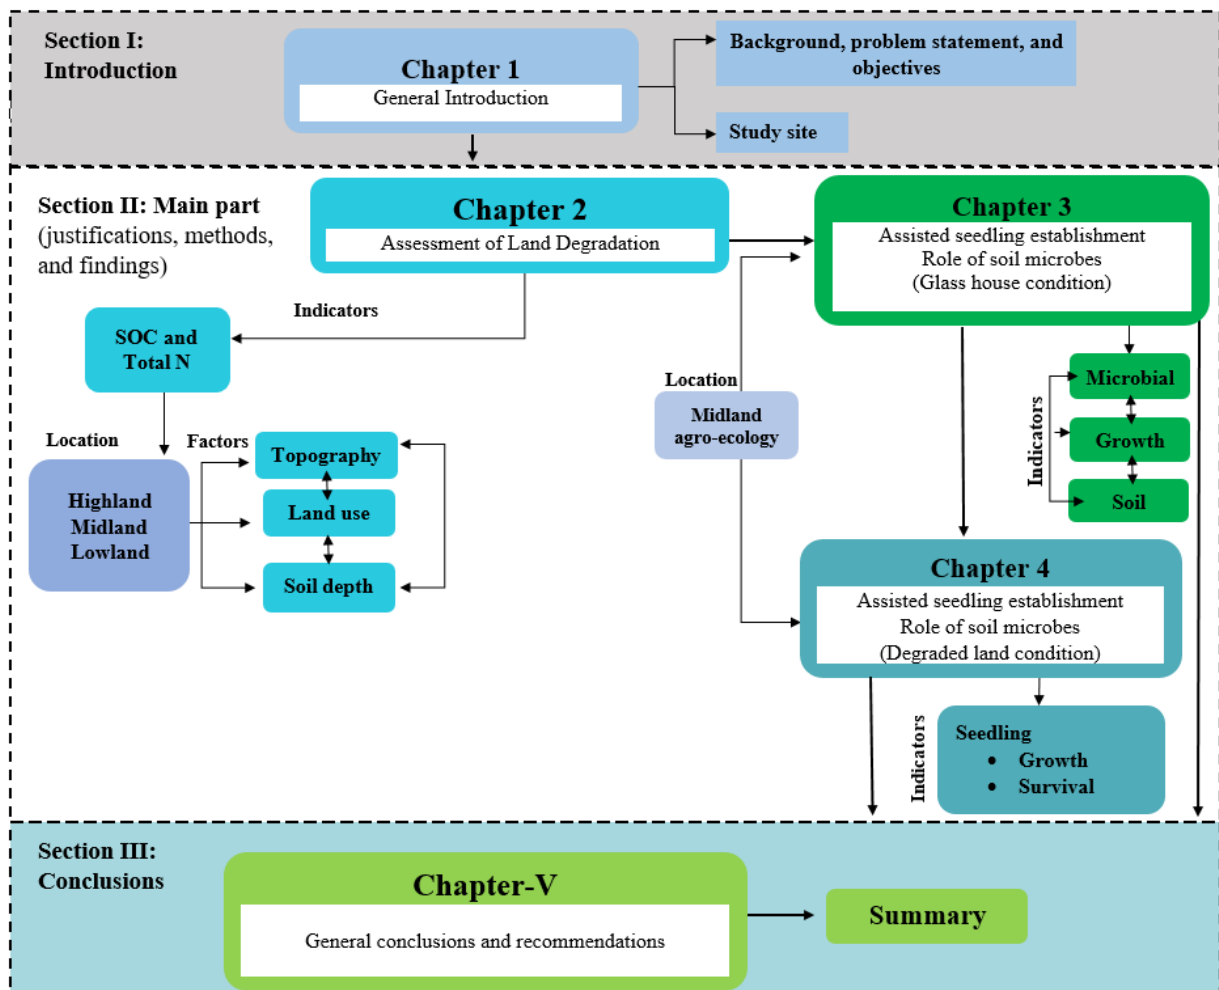 Section I:
Introduction
Chapter 1
General Introduction
Background, problem statement, and
objectives
Study site
Section II: Main part
(justifications, methods,
and findings)
Chapter 2
Assessment of Land Degradation
Chapter 3
Assisted seedling establishment
Role of soil microbes
(Glass house condition)
Indicators
SOC and
Total N
Location
Highland
Midland
Lowland
Factors
Topography
Land use
Soil depth
Location
Midland
agro-ecology
Indicators
Microbial
Growth
Soil
Chapter 4
Assisted seedling establishment
Role of soil microbes
(Degraded land condition)
Indicators
Seedling
• Growth
• Survival
Section III:
Conclusions
Chapter-V
General conclusions and recommendations
Summary